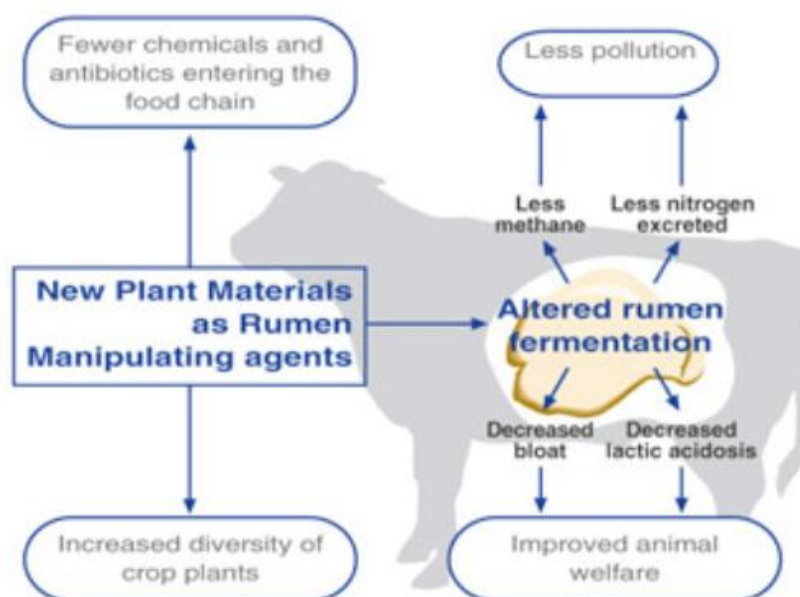 Fewer chemicals and
antibiotics entering the
food chain
Less pollution
Less
methane
Less nitrogen
excreted
New Plant Materials
as Rumen
Manipulating agents
Altered rumen
fermentation
Decreased
bloat
Decreased
lactic acidosis
Increased diversity of
crop plants
Improved animal
welfare